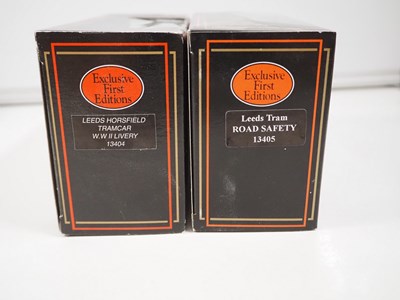 Exclusive
First
Editions
LEEDS HORSFIELD
TRAMCAR
W.W II LIVERY
13404
Exclusive
First
Editions
Leeds Tram
ROAD SAFETY
13405